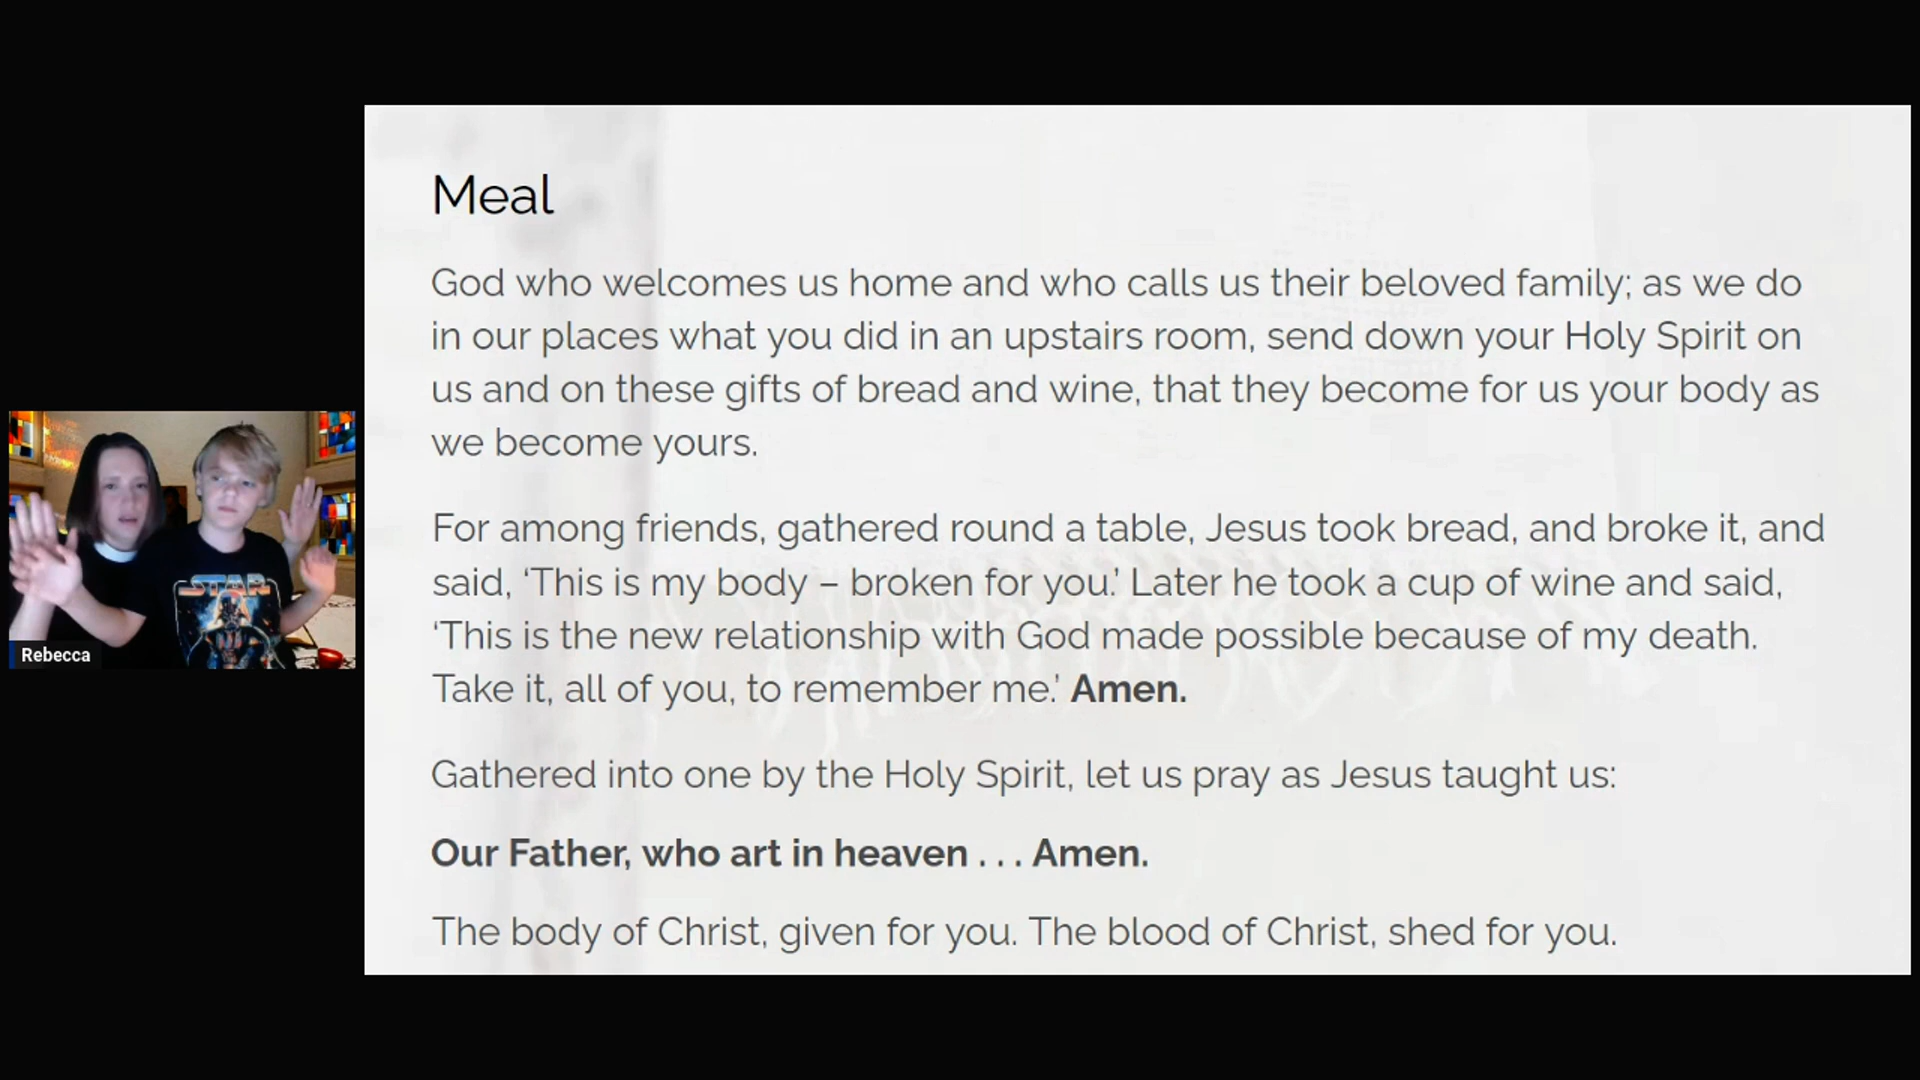 Meal
God who welcomes us home and who calls us their beloved family; as we do
in our places what you did in an upstairs room, send down your Holy Spirit on
us and on these gifts of bread and wine, that they become for us your body as
we become yours.
For among friends, gathered round a table, Jesus took bread, and broke it, and
said, ‘This is my body – broken for you.’ Later he took a cup of wine and said,
‘This is the new relationship with God made possible because of my death.
Take it, all of you, to remember me.’ Amen.
Gathered into one by the Holy Spirit, let us pray as Jesus taught us:
Our Father, who art in heaven . . . Amen.
The body of Christ, given for you. The blood of Christ, shed for you.
STAR
Rebecca